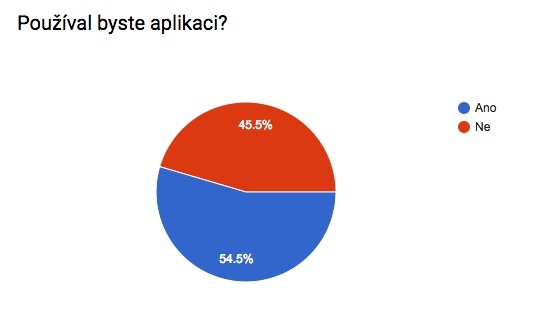 Používal byste aplikaci?
Ano
Ne
45.5%
54.5%